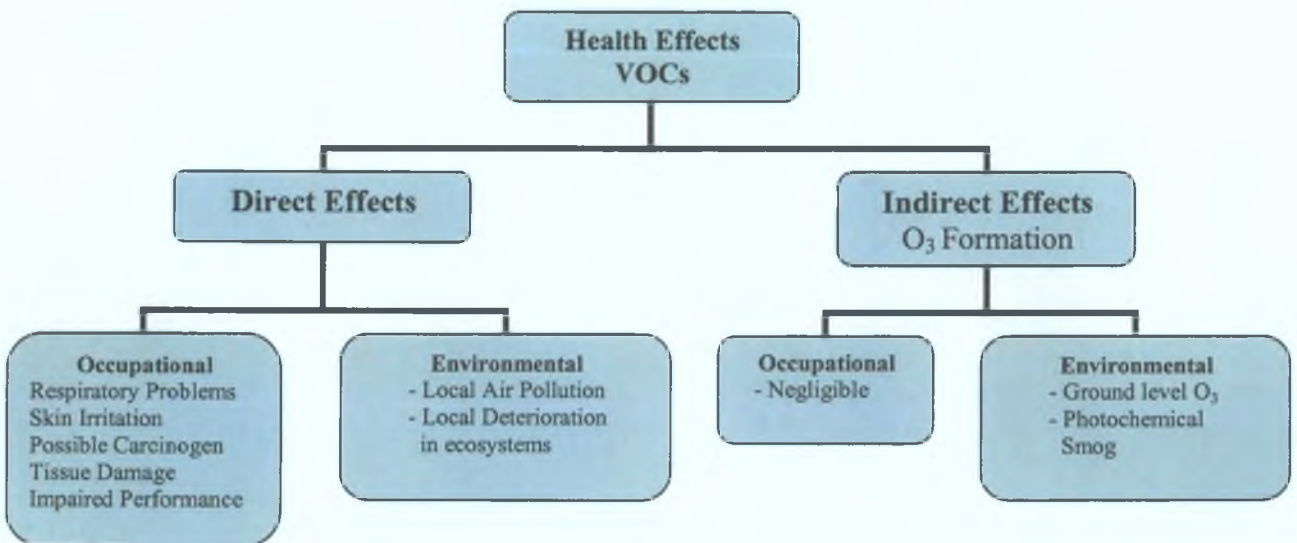 Health Effects
VOCs
Direct Effects
Indirect Effects
O₃ Formation
Occupational
Respiratory Problems
Skin Irritation
Possible Carcinogen
Tissue Damage
Impaired Performance
Environmental
- Local Air Pollution
- Local Deterioration
in ecosystems
Occupational
- Negligible
Environmental
- Ground level O₃
- Photochemical
Smog